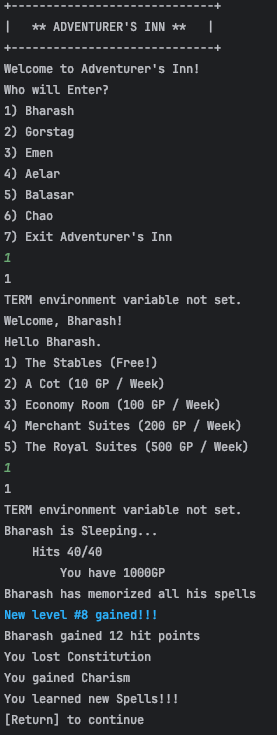 +-----------------------------+
|   ** ADVENTURER'S INN **   |
+-----------------------------+
Welcome to Adventurer's Inn!
Who will Enter?
1) Bharash
2) Gorstag
3) Emen
4) Aelar
5) Balasar
6) Chao
7) Exit Adventurer's Inn
1
1
TERM environment variable not set.
Welcome, Bharash!
Hello Bharash.
1) The Stables (Free!)
2) A Cot (10 GP / Week)
3) Economy Room (100 GP / Week)
4) Merchant Suites (200 GP / Week)
5) The Royal Suites (500 GP / Week)
1
1
TERM environment variable not set.
Bharash is Sleeping...
    Hits 40/40
        You have 1000GP
Bharash has memorized all his spells
New level #8 gained!!!
Bharash gained 12 hit points
You lost Constitution
You gained Charism
You learned new Spells!!!
[Return] to continue